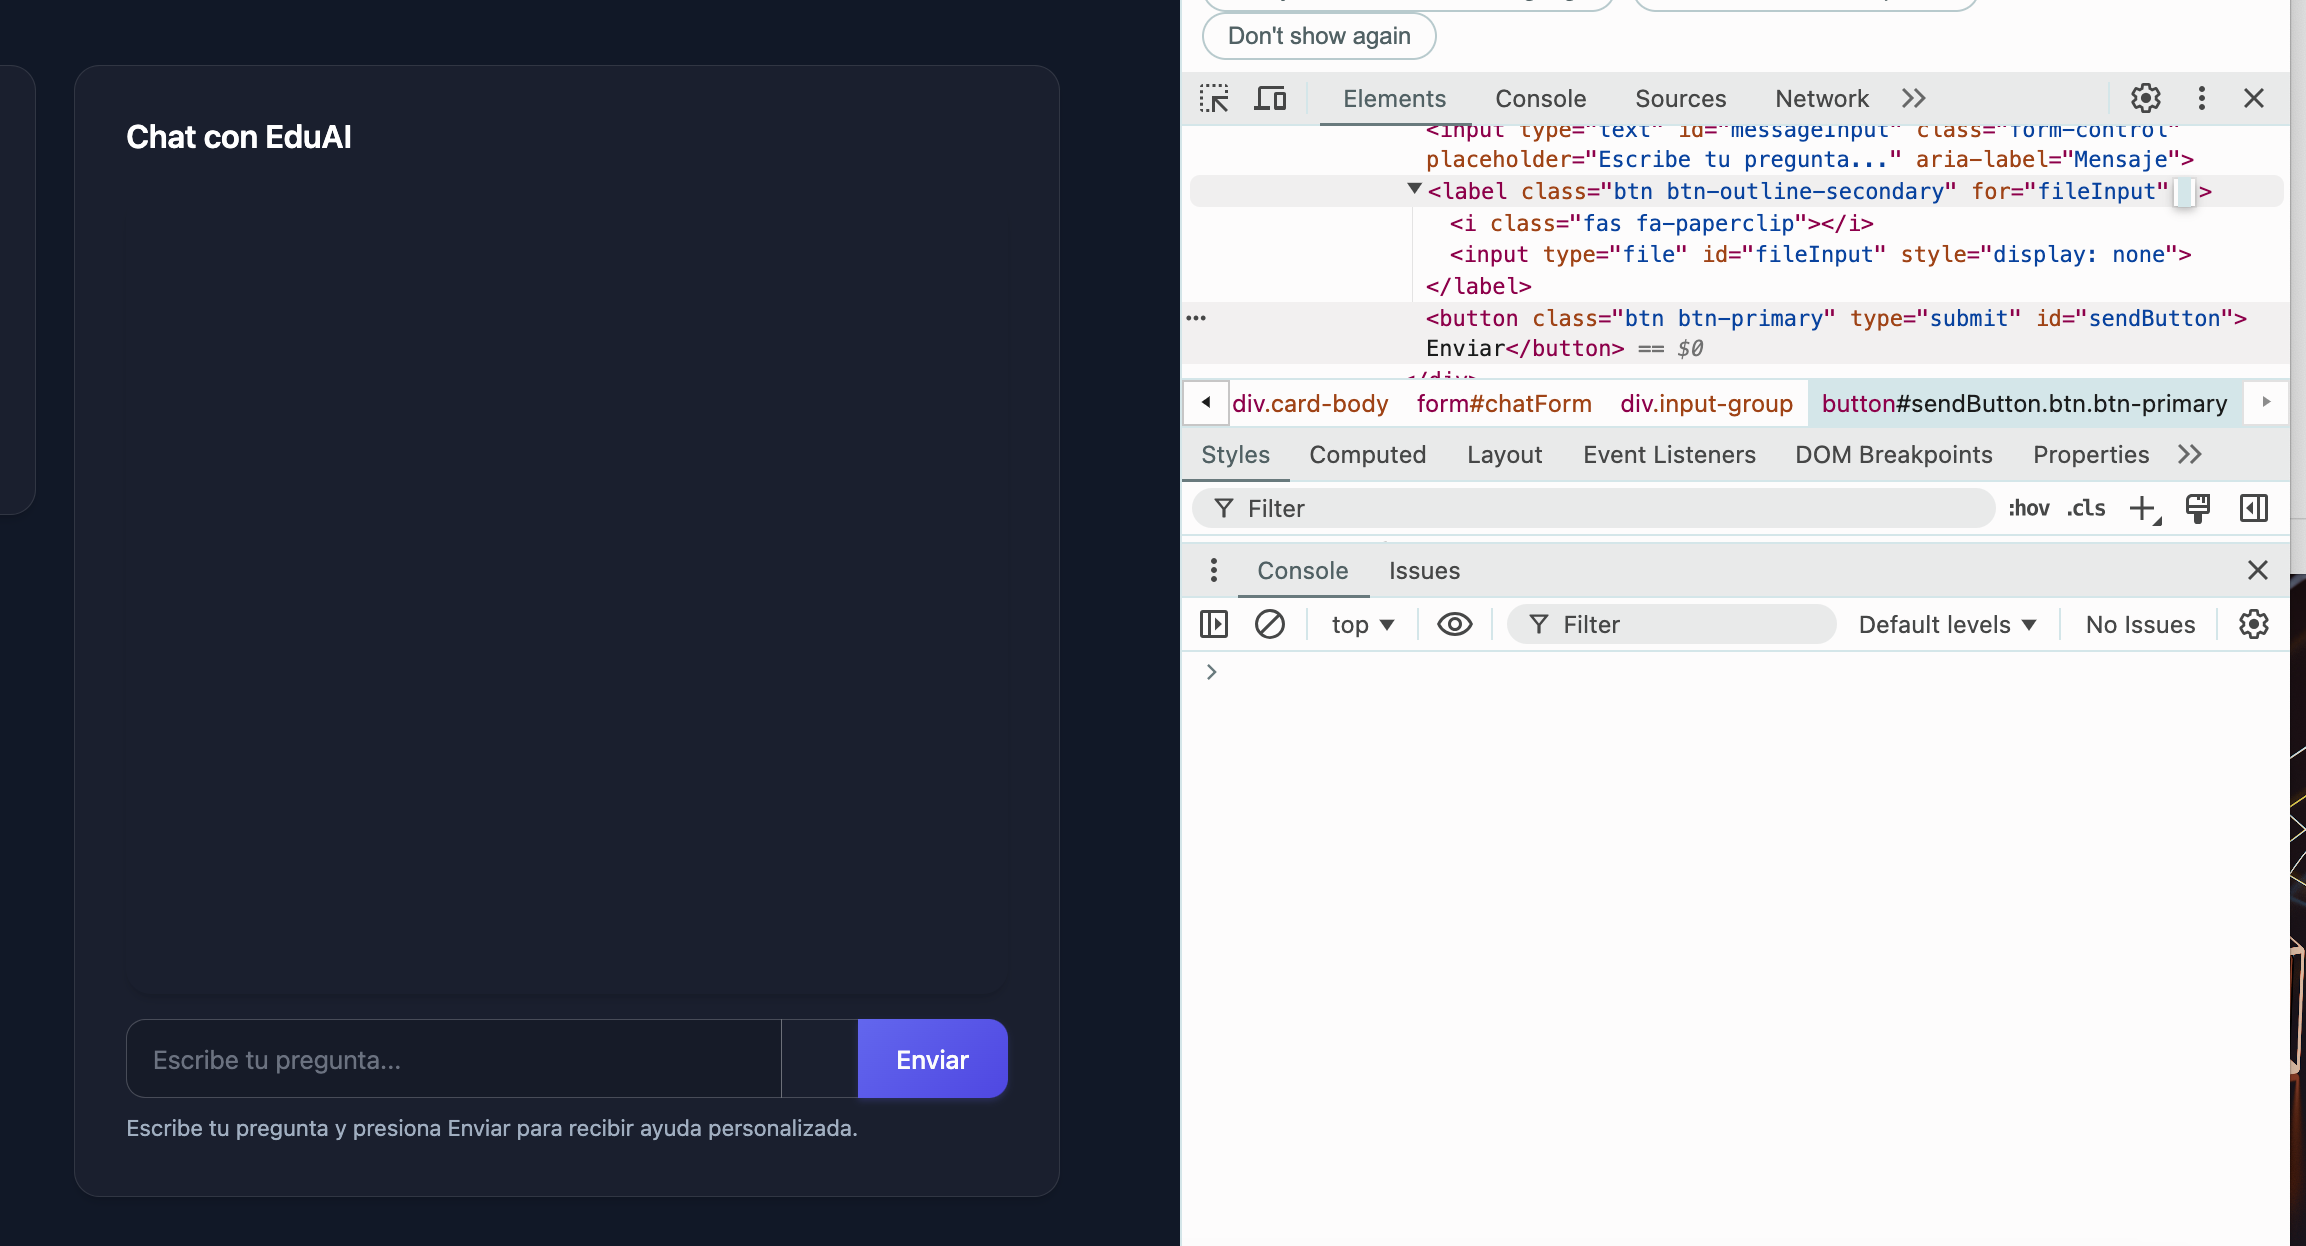 Chat con EduAI
Escribe tu pregunta...
Enviar
Escribe tu pregunta y presiona Enviar para recibir ayuda personalizada.
Don't show again
Elements Console Sources Network
<input type="text" id="messageInput" class="form-control"
placeholder="Escribe tu pregunta..." aria-label="Mensaje">
<label class="btn btn-outline-secondary" for="fileInput" >
<i class="fas fa-paperclip"></i>
<input type="file" id="fileInput" style="display: none">
</label>
<button class="btn btn-primary" type="submit" id="sendButton">
Enviar</button> == $0
</div>
div.card-body form#chatForm div.input-group button#sendButton.btn.btn-primary
Styles Computed Layout Event Listeners DOM Breakpoints Properties
Filter :hov .cls
Console Issues
top Filter Default levels No Issues